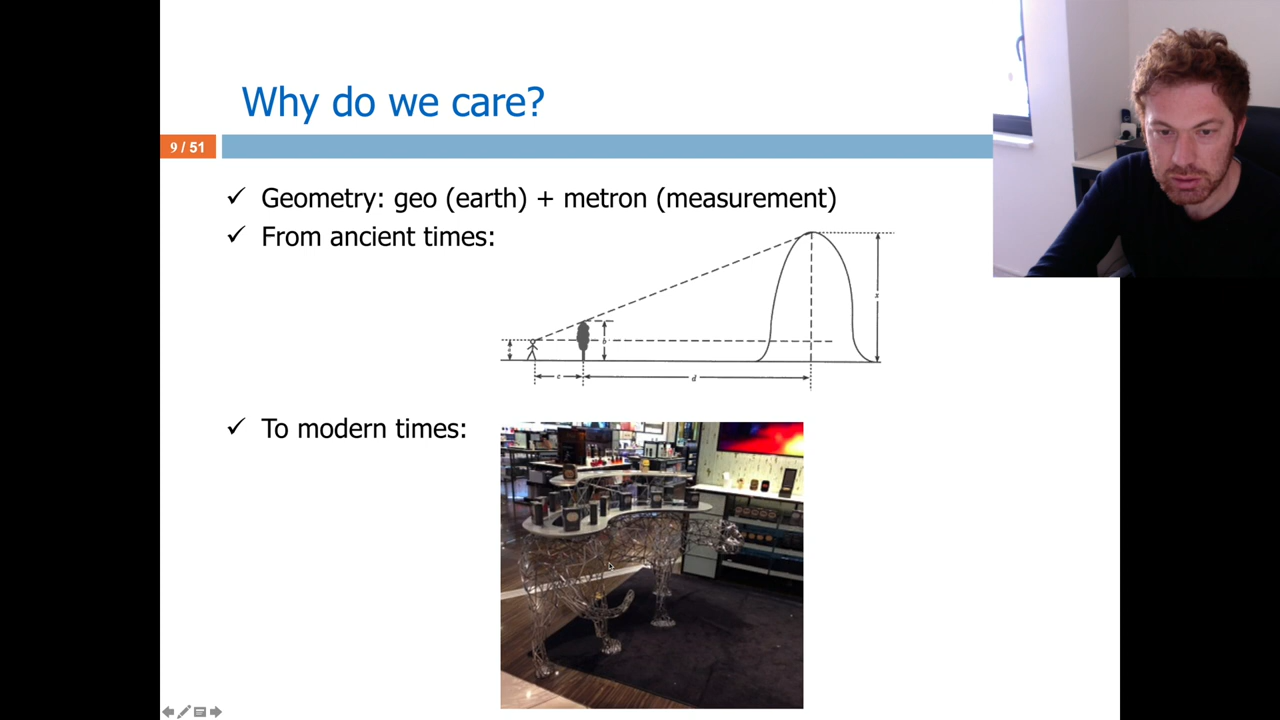 Why do we care?
9 / 51
✓ Geometry: geo (earth) + metron (measurement)
✓ From ancient times:
x
b
c
d
✓ To modern times: